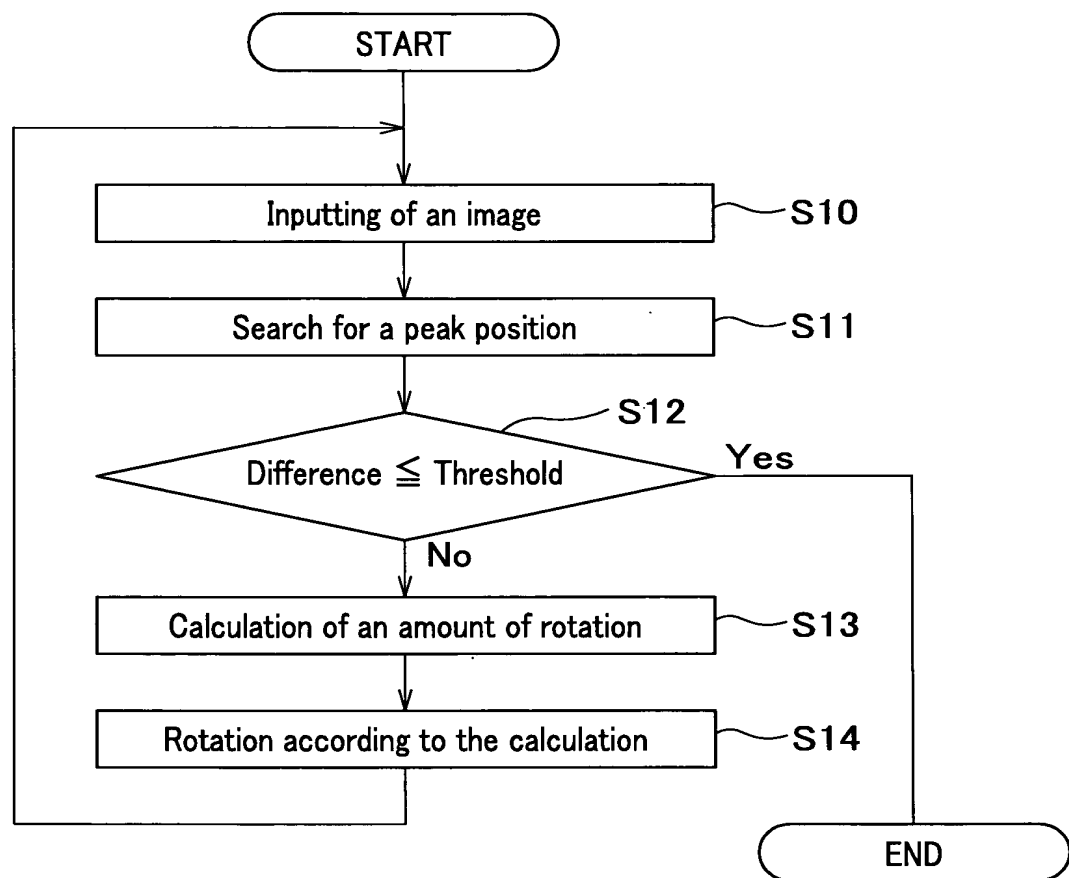 START
Inputting of an image
S10
Search for a peak position
S11
S12
Difference ≦ Threshold
Yes
No
Calculation of an amount of rotation
S13
Rotation according to the calculation
S14
END